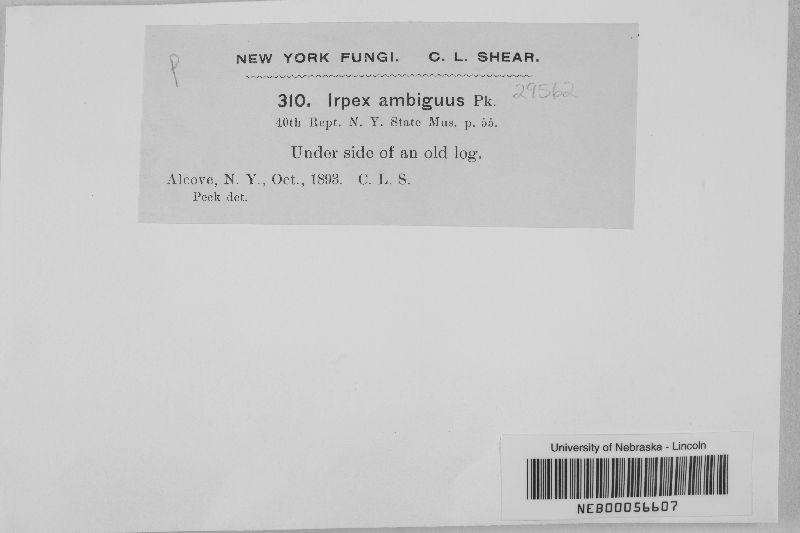 P
NEW YORK FUNGI. C. L. SHEAR.
310. Irpex ambiguus Pk. 29562
40th Rept. N. Y. State Mus. p. 55.
Under side of an old log.
Alcove, N. Y., Oct., 1893. C. L. S.
Peck det.
University of Nebraska - Lincoln
NEB00056607